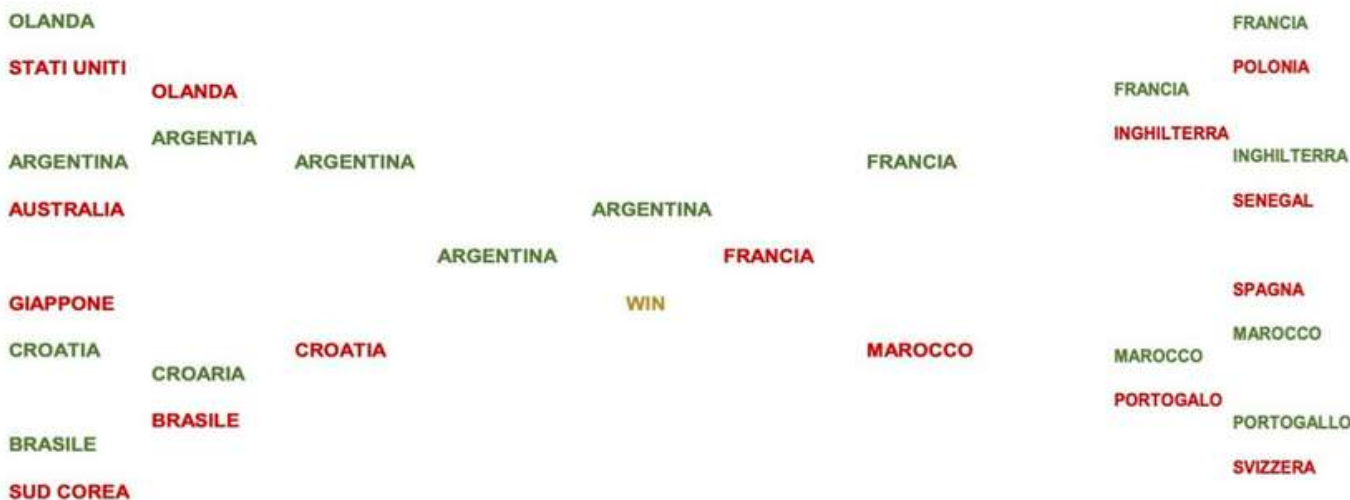 OLANDA
FRANCIA
STATI UNITI
POLONIA
OLANDA
FRANCIA
ARGENTIA
INGHILTERRA
ARGENTINA
ARGENTINA
FRANCIA
INGHILTERRA
AUSTRALIA
ARGENTINA
SENEGAL
ARGENTINA
FRANCIA
GIAPPONE
WIN
SPAGNA
CROATIA
CROATIA
MAROCCO
MAROCCO
MAROCCO
CROARIA
PORTOGALO
BRASILE
PORTOGALLO
BRASILE
SVIZZERA
SUD COREA